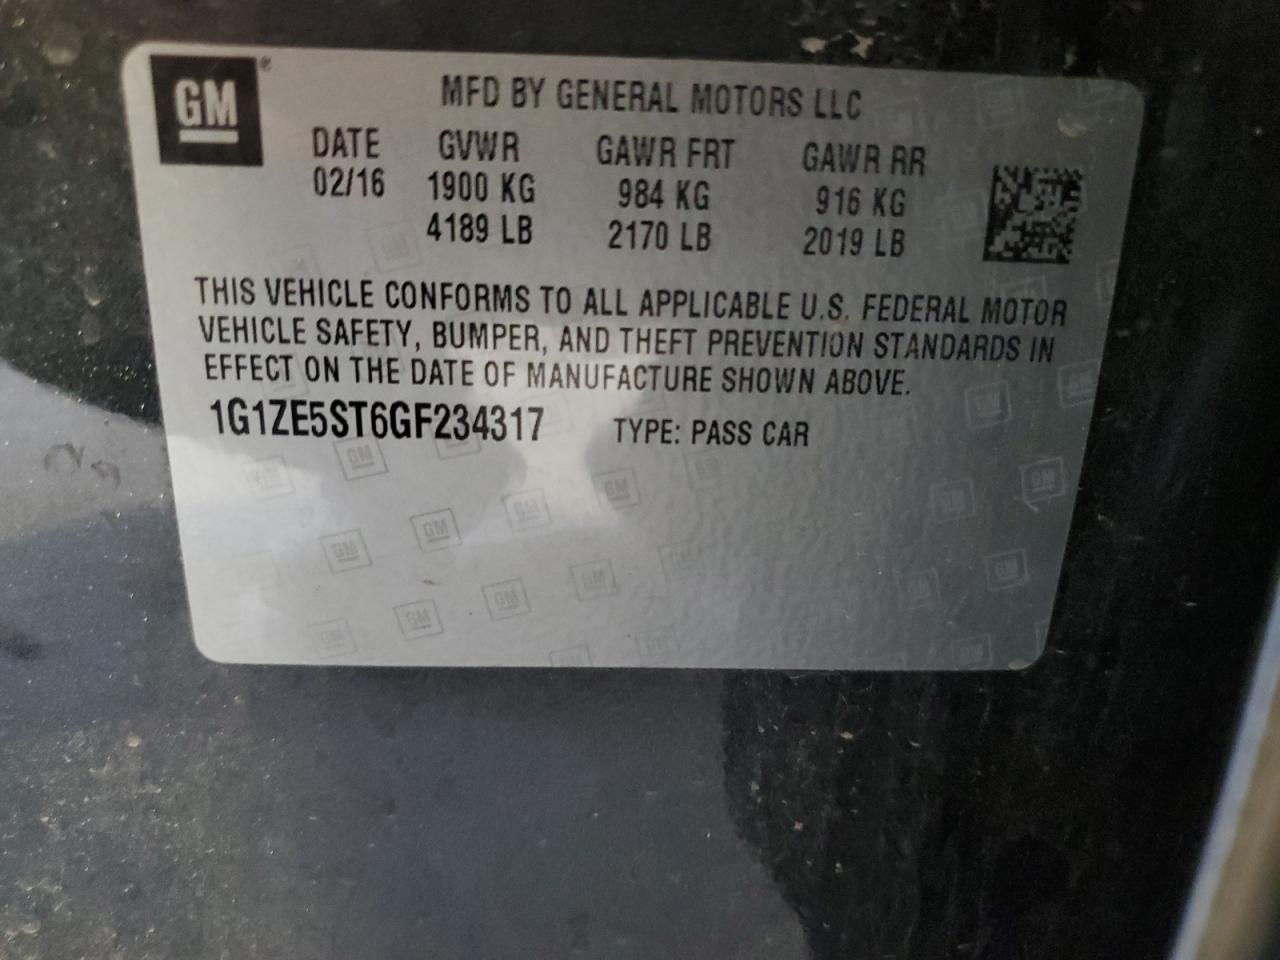 GM
MFD BY GENERAL MOTORS LLC
DATE GVWR GAWR FRT GAWR RR
02/16 1900 KG 984 KG 916 KG
4189 LB 2170 LB 2019 LB
THIS VEHICLE CONFORMS TO ALL APPLICABLE U.S. FEDERAL MOTOR
VEHICLE SAFETY, BUMPER, AND THEFT PREVENTION STANDARDS IN
EFFECT ON THE DATE OF MANUFACTURE SHOWN ABOVE.
1G1ZE5ST6GF234317 TYPE: PASS CAR